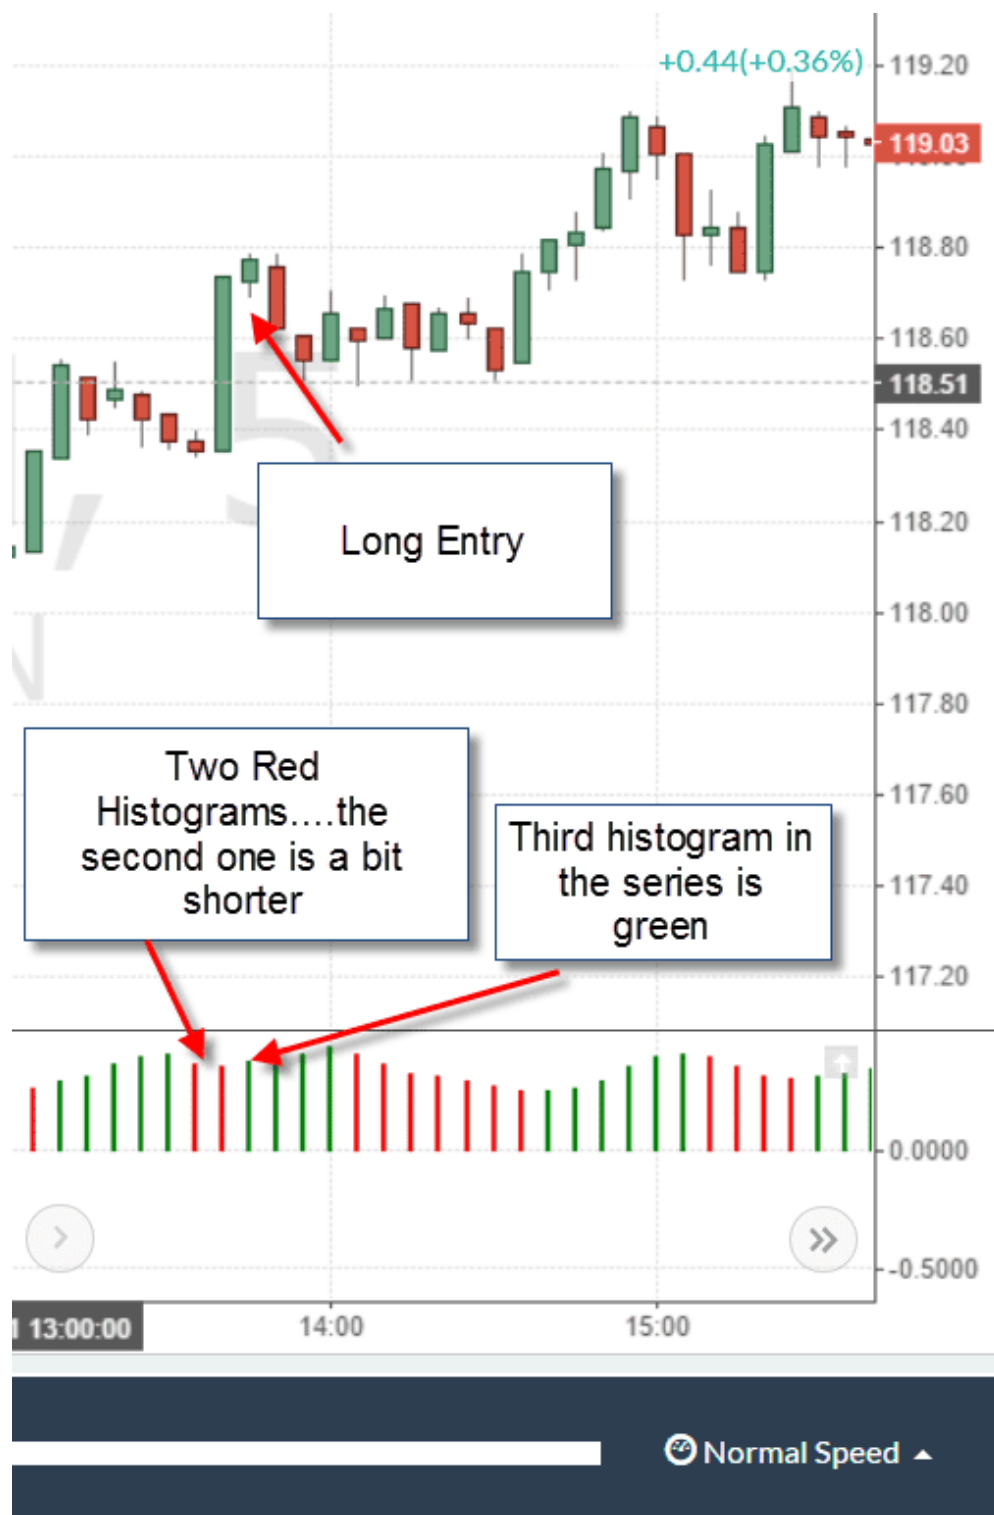 +0.44(+0.36%)
119.20
119.03
118.80
118.60
118.51
118.40
118.20
118.00
117.80
117.60
117.40
117.20
, 5
N
Long Entry
Two Red
Histograms....the
second one is a bit
shorter
Third histogram in
the series is
green
0.0000
-0.5000
1 13:00:00
14:00
15:00
Normal Speed